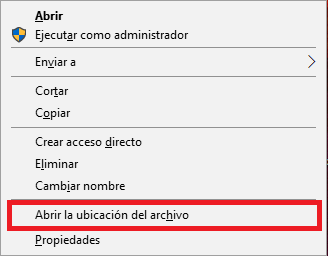 Abrir
Ejecutar como administrador
Enviar a
Cortar
Copiar
Crear acceso directo
Eliminar
Cambiar nombre
Abrir la ubicación del archivo
Propiedades